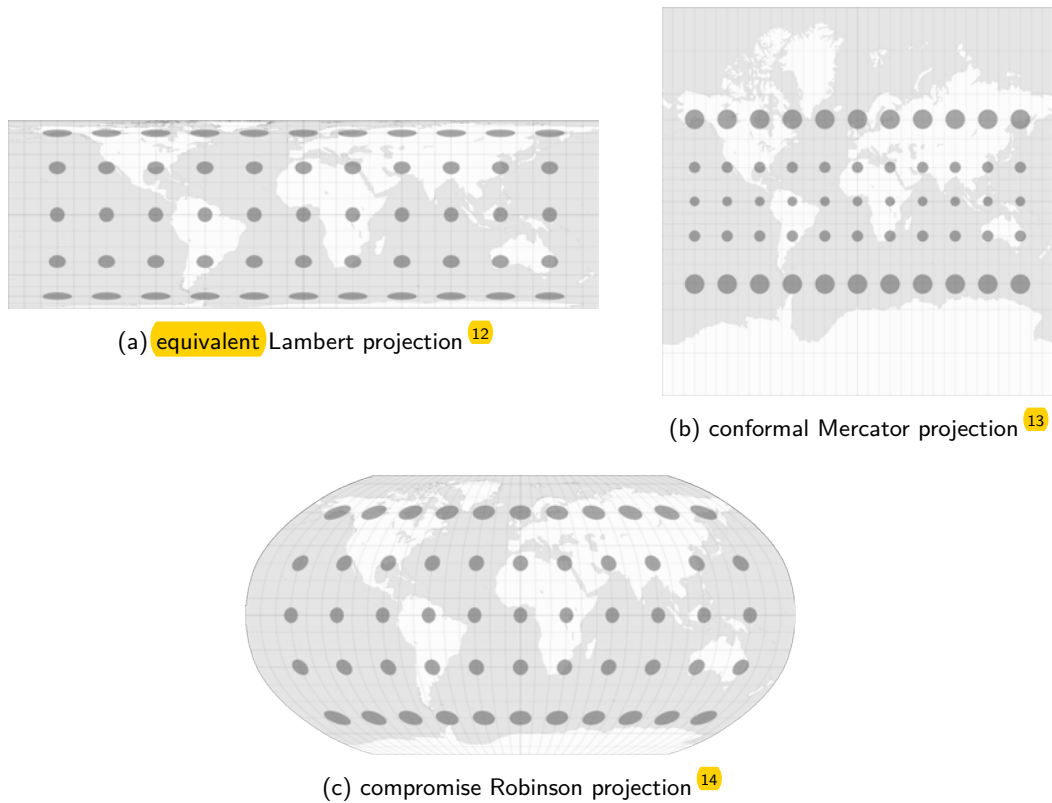 (a) equivalent Lambert projection 12
(b) conformal Mercator projection 13
(c) compromise Robinson projection 14